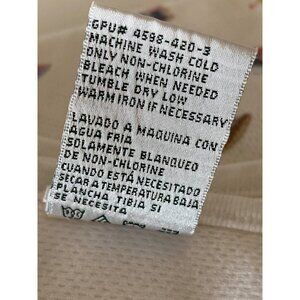 GPU# 4598-420-3
MACHINE WASH COLD
ONLY NON-CHLORINE
BLEACH WHEN NEEDED
TUMBLE DRY LOW
WARM IRON IF NECESSARY
LAVADO A MAQUINA CON
AGUA FRIA
SOLAMENTE BLANQUEO
DE NON-CHLORINE
CUANDO ESTÁ NECESITADO
SECAR A TEMPERATURA BAJA
PLANCHA TIBIA SI
SE NECESITA